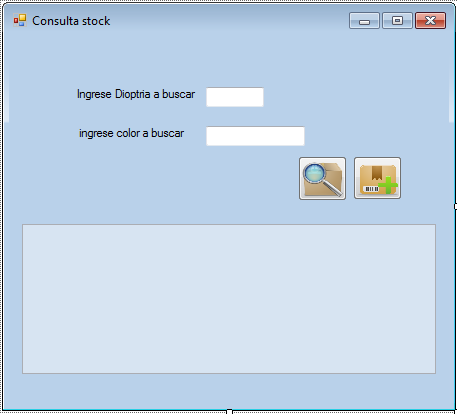 Consulta stock
Ingrese Dioptria a buscar
ingrese color a buscar